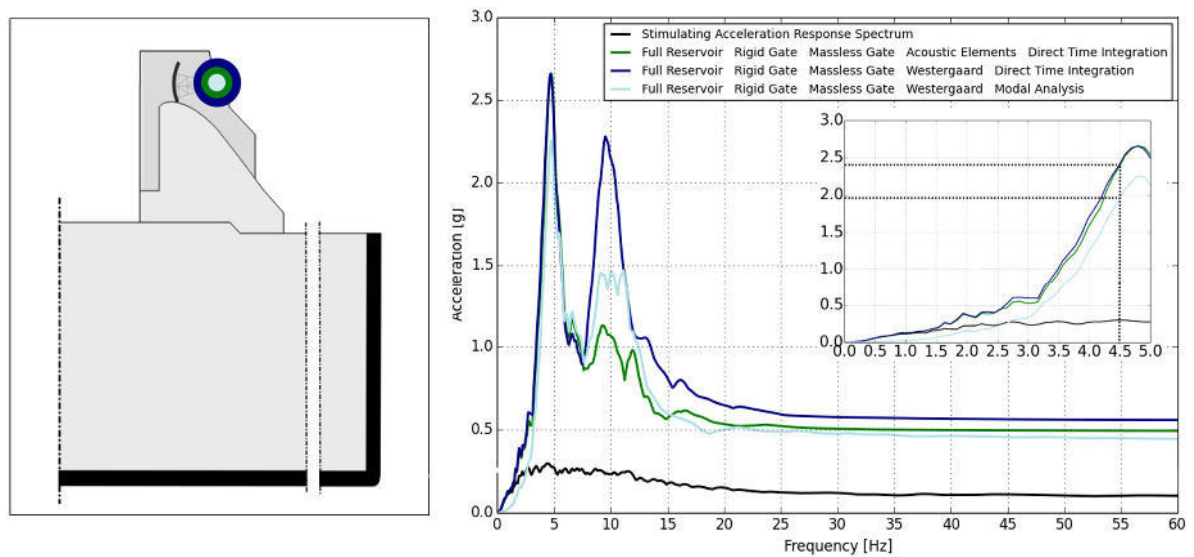 3.0
2.5
2.0
1.5
1.0
0.5
0.0
Acceleration [g]
Stimulating Acceleration Response Spectrum
Full Reservoir Rigid Gate Massless Gate Acoustic Elements Direct Time Integration
Full Reservoir Rigid Gate Massless Gate Westergaard Direct Time Integration
Full Reservoir Rigid Gate Massless Gate Westergaard Modal Analysis
3.0
2.5
2.0
1.5
1.0
0.5
0.0
0.0 0.5 1.0 1.5 2.0 2.5 3.0 3.5 4.0 4.5 5.0
0 5 10 15 20 25 30 35 40 45 50 55 60
Frequency [Hz]